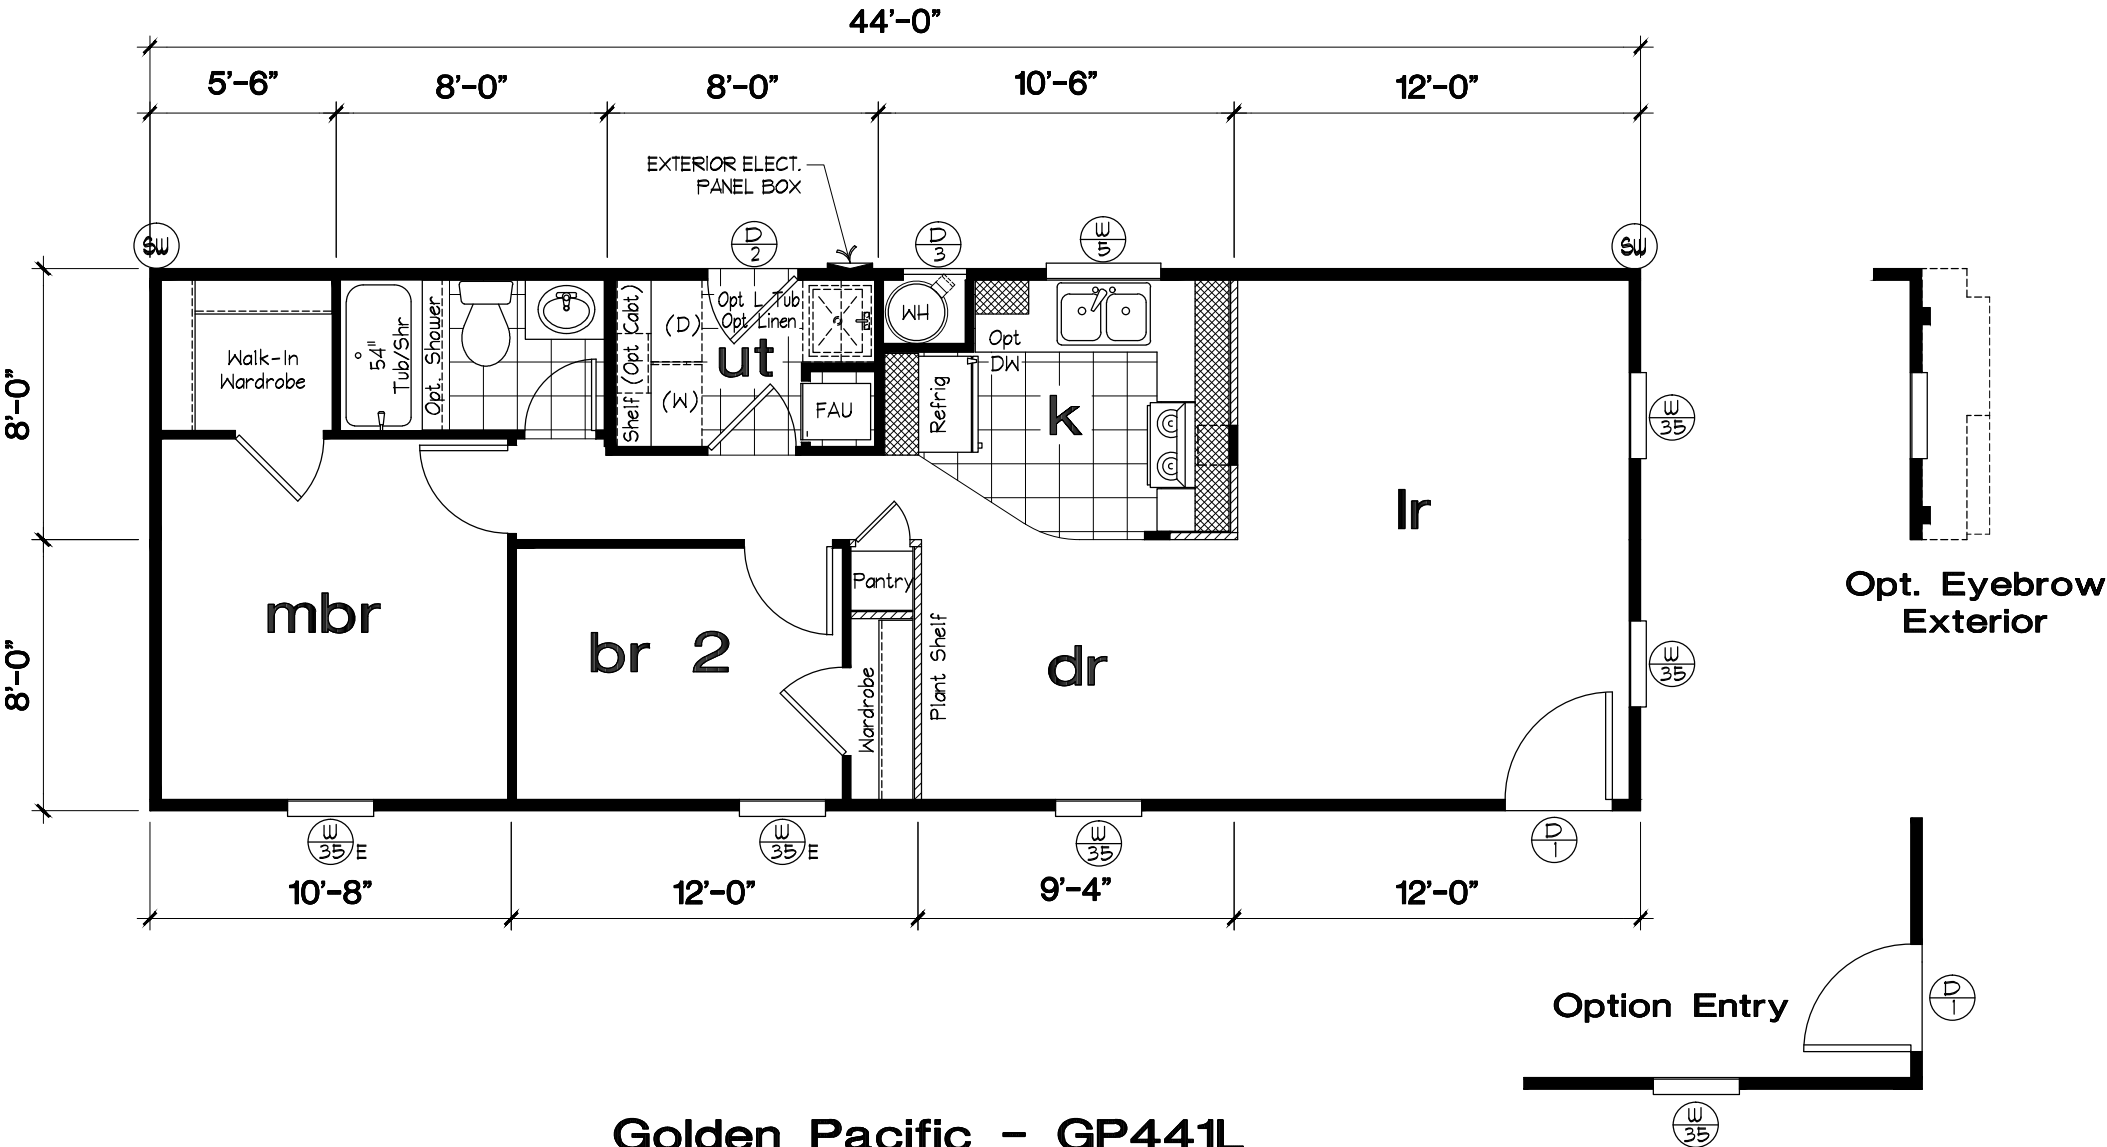 44'-0"
5'-6"
8'-0"
8'-0"
10'-6"
12'-0"
EXTERIOR ELECT.
PANEL BOX
SW
D
2
D
3
W
5
SW
8'-0"
8'-0"
Walk-In
Wardrobe
54"
Tub/Shr
Opt. Shower
Shelf (Opt Cabt)
(D)
(W)
Opt L Tub
Opt Linen
ut
FAU
WH
Opt
DW
Refrig
k
lr
W
35
W
35
mbr
br 2
Pantry
Wardrobe
Plant Shelf
dr
Opt. Eyebrow
Exterior
W
35 E
W
35 E
W
35
D
1
10'-8"
12'-0"
9'-4"
12'-0"
Option Entry
D
1
W
35
Golden Pacific - GP441L